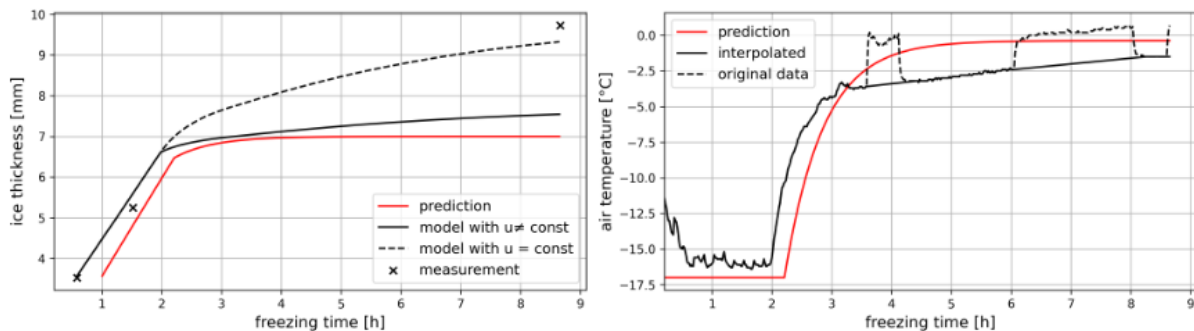 10
9
8
7
6
5
4
ice thickness [mm]
prediction
model with u≠ const
model with u = const
measurement
1 2 3 4 5 6 7 8 9
freezing time [h]
0.0
−2.5
−5.0
−7.5
−10.0
−12.5
−15.0
−17.5
air temperature [°C]
prediction
interpolated
original data
1 2 3 4 5 6 7 8 9
freezing time [h]